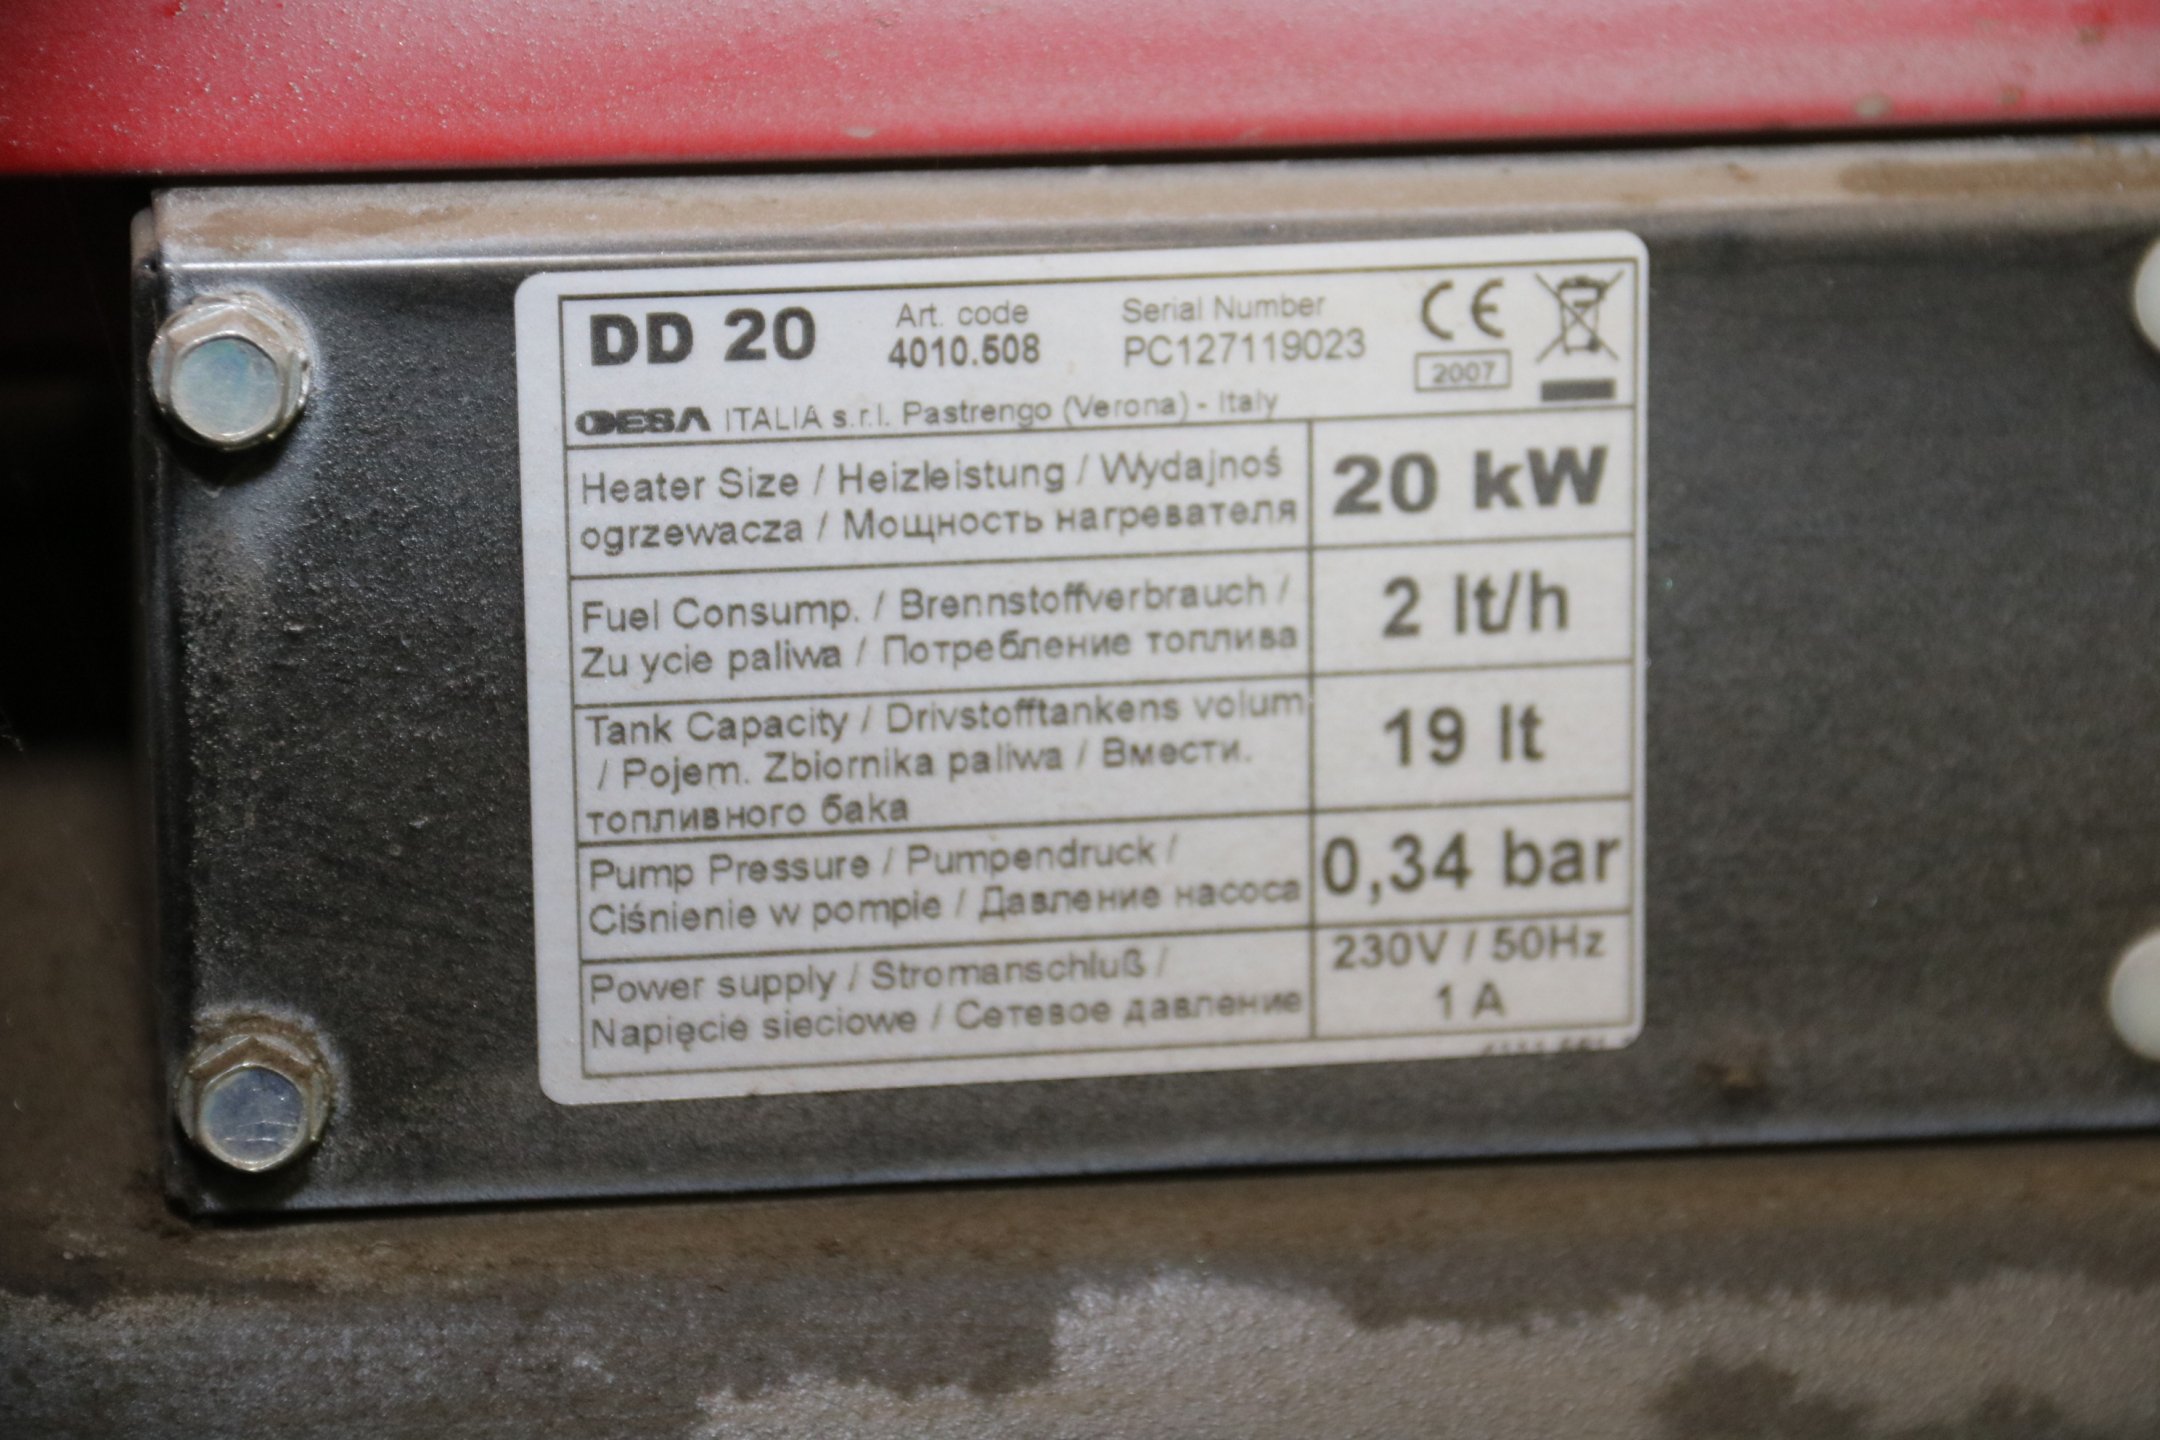 DD 20
Art. code
4010.508
Serial Number
PC127119023
CE
2007
DESA ITALIA s.r.l. Pastrengo (Verona) - Italy
Heater Size / Heizleistung / Wydajnoś
ogrzewacza / Мощность нагревателя
20 kW
Fuel Consump. / Brennstoffverbrauch /
Zu ycie paliwa / Потребление топлива
2 lt/h
Tank Capacity / Drivstofftankens volum
/ Pojem. Zbiornika paliwa / Вмести.
топливного бака
19 lt
Pump Pressure / Pumpendruck /
Ciśnienie w pompie / Давление насоса
0,34 bar
Power supply / Stromanschluß /
Napięcie sieciowe / Сетевое давление
230V / 50Hz
1 A